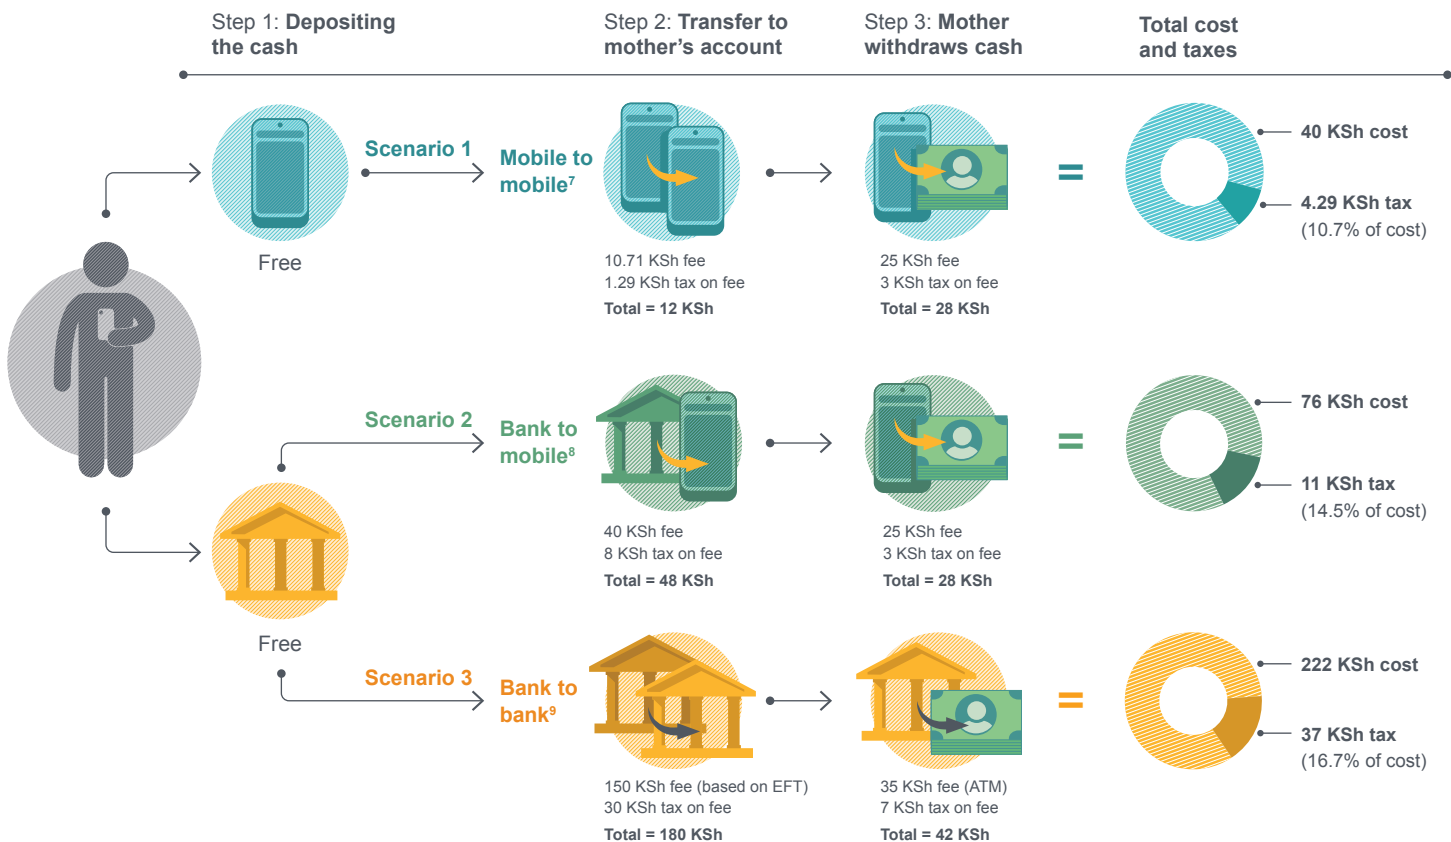 Step 1: Depositing
the cash
Step 2: Transfer to
mother’s account
Step 3: Mother
withdraws cash
Total cost
and taxes
Free
Scenario 1
Mobile to
mobile⁷
10.71 KSh fee
1.29 KSh tax on fee
Total = 12 KSh
25 KSh fee
3 KSh tax on fee
Total = 28 KSh
=
40 KSh cost
4.29 KSh tax
(10.7% of cost)
Scenario 2
Bank to
mobile⁸
40 KSh fee
8 KSh tax on fee
Total = 48 KSh
25 KSh fee
3 KSh tax on fee
Total = 28 KSh
=
76 KSh cost
11 KSh tax
(14.5% of cost)
Free
Scenario 3
Bank to
bank⁹
150 KSh fee (based on EFT)
30 KSh tax on fee
Total = 180 KSh
35 KSh fee (ATM)
7 KSh tax on fee
Total = 42 KSh
=
222 KSh cost
37 KSh tax
(16.7% of cost)